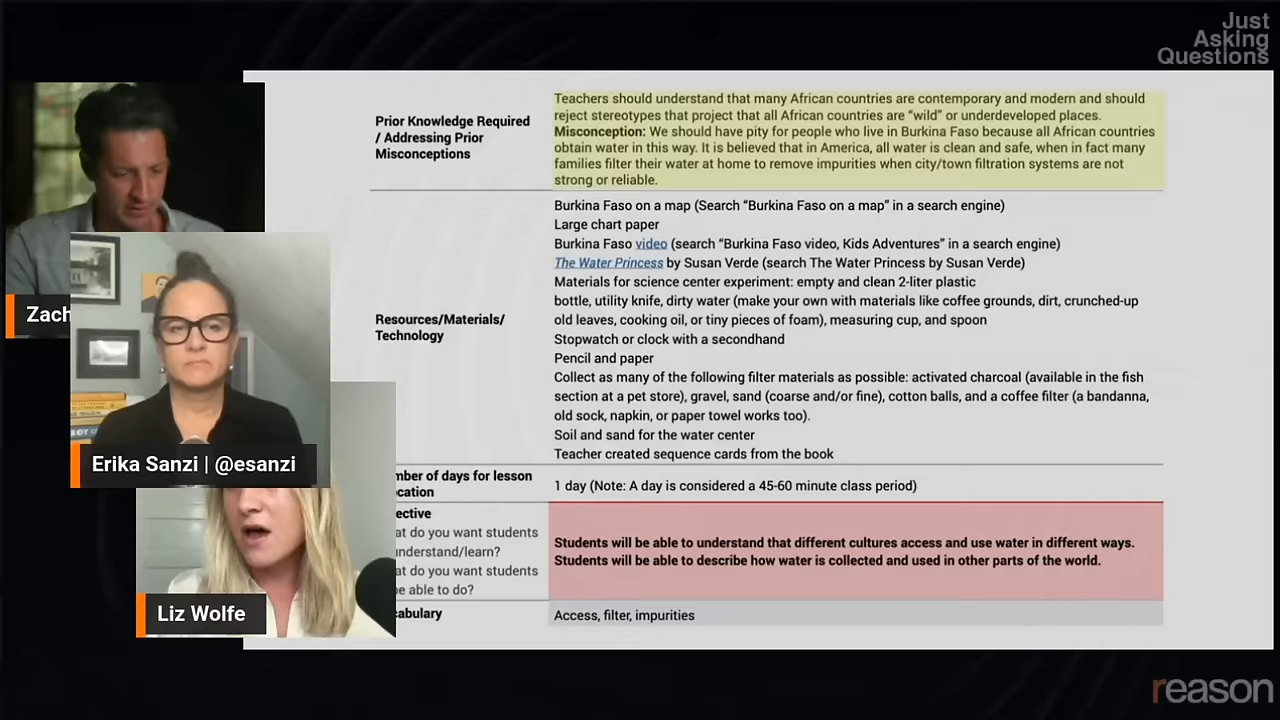 Just
Asking
Questions
Prior Knowledge Required
/ Addressing Prior
Misconceptions
Teachers should understand that many African countries are contemporary and modern and should
reject stereotypes that project that all African countries are “wild” or underdeveloped places.
Misconception: We should have pity for people who live in Burkina Faso because all African countries
obtain water in this way. It is believed that in America, all water is clean and safe, when in fact many
families filter their water at home to remove impurities when city/town filtration systems are not
strong or reliable.
Resources/Materials/
Technology
Burkina Faso on a map (Search “Burkina Faso on a map” in a search engine)
Large chart paper
Burkina Faso video (search “Burkina Faso video, Kids Adventures” in a search engine)
The Water Princess by Susan Verde (search The Water Princess by Susan Verde)
Materials for science center experiment: empty and clean 2-liter plastic
bottle, utility knife, dirty water (make your own with materials like coffee grounds, dirt, crunched-up
old leaves, cooking oil, or tiny pieces of foam), measuring cup, and spoon
Stopwatch or clock with a secondhand
Pencil and paper
Collect as many of the following filter materials as possible: activated charcoal (available in the fish
section at a pet store), gravel, sand (coarse and/or fine), cotton balls, and a coffee filter (a bandanna,
old sock, napkin, or paper towel works too).
Soil and sand for the water center
Teacher created sequence cards from the book
mber of days for lesson
ocation
1 day (Note: A day is considered a 45-60 minute class period)
ective
at do you want students
understand/learn?
at do you want students
be able to do?
Students will be able to understand that different cultures access and use water in different ways.
Students will be able to describe how water is collected and used in other parts of the world.
cabulary
Access, filter, impurities
Zach
Erika Sanzi | @esanzi
Liz Wolfe
reason